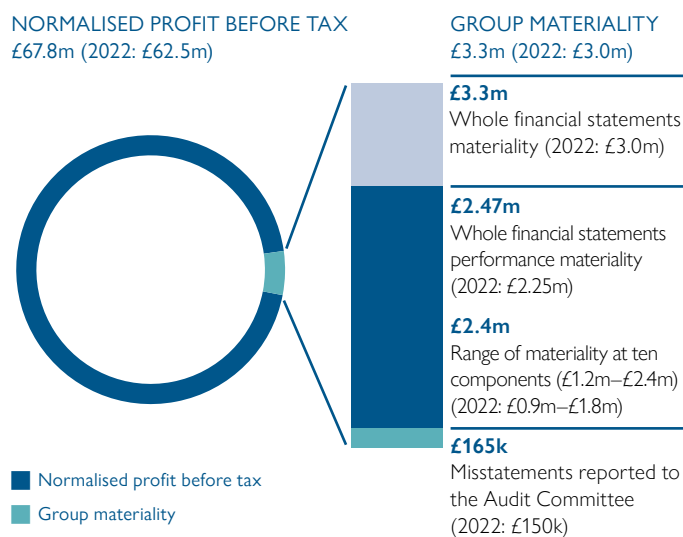 NORMALISED PROFIT BEFORE TAX
£67.8m (2022: £62.5m)
GROUP MATERIALITY
£3.3m (2022: £3.0m)
£3.3m
Whole financial statements
materiality (2022: £3.0m)
£2.47m
Whole financial statements
performance materiality
(2022: £2.25m)
£2.4m
Range of materiality at ten
components (£1.2m–£2.4m)
(2022: £0.9m–£1.8m)
£165k
Misstatements reported to
the Audit Committee
(2022: £150k)
Normalised profit before tax
Group materiality